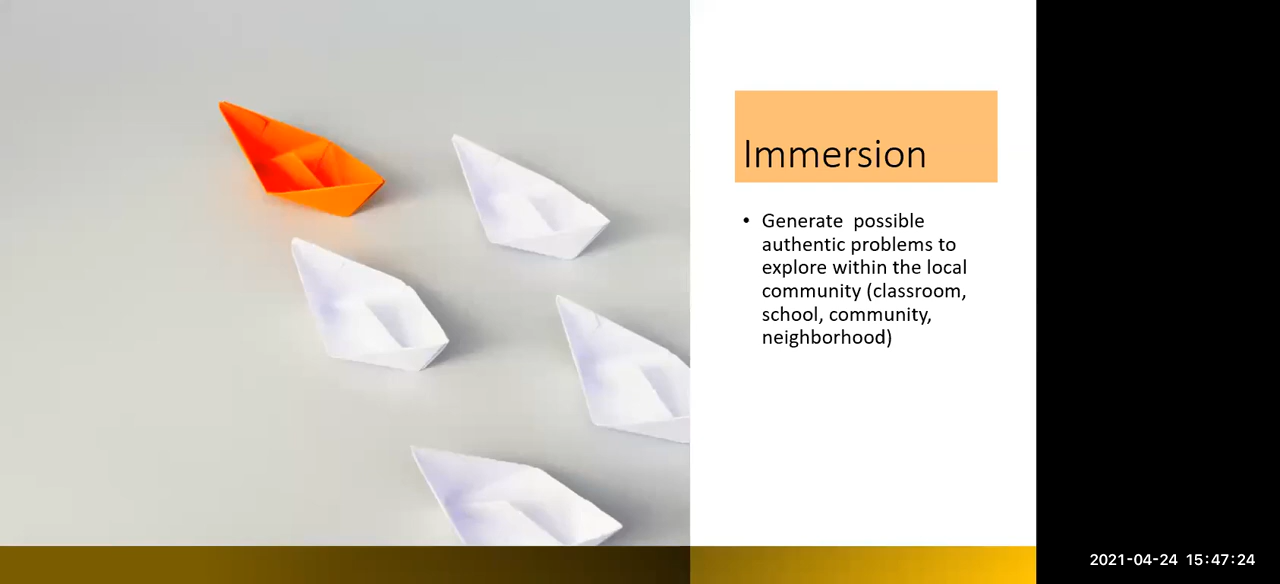 Immersion
• Generate  possible
authentic problems to
explore within the local
community (classroom,
school, community,
neighborhood)
2021-04-24 15:47:24